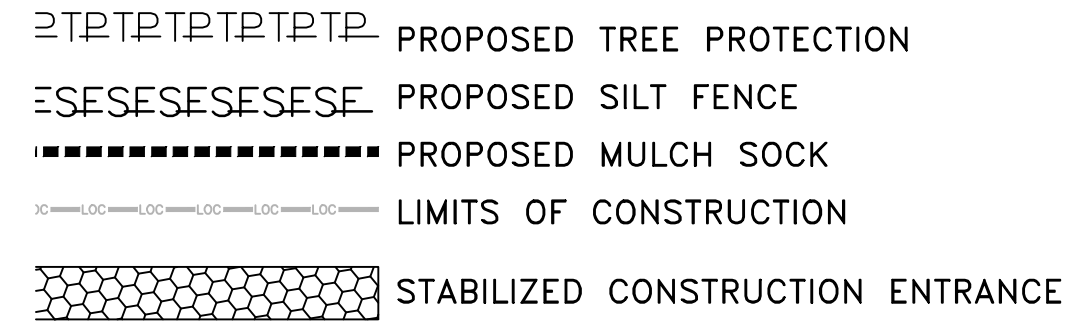 TPTPTPTPTPTP PROPOSED TREE PROTECTION
SFSFSFSFSFSF PROPOSED SILT FENCE
PROPOSED MULCH SOCK
LOC LOC LOC LOC LOC LIMITS OF CONSTRUCTION
STABILIZED CONSTRUCTION ENTRANCE